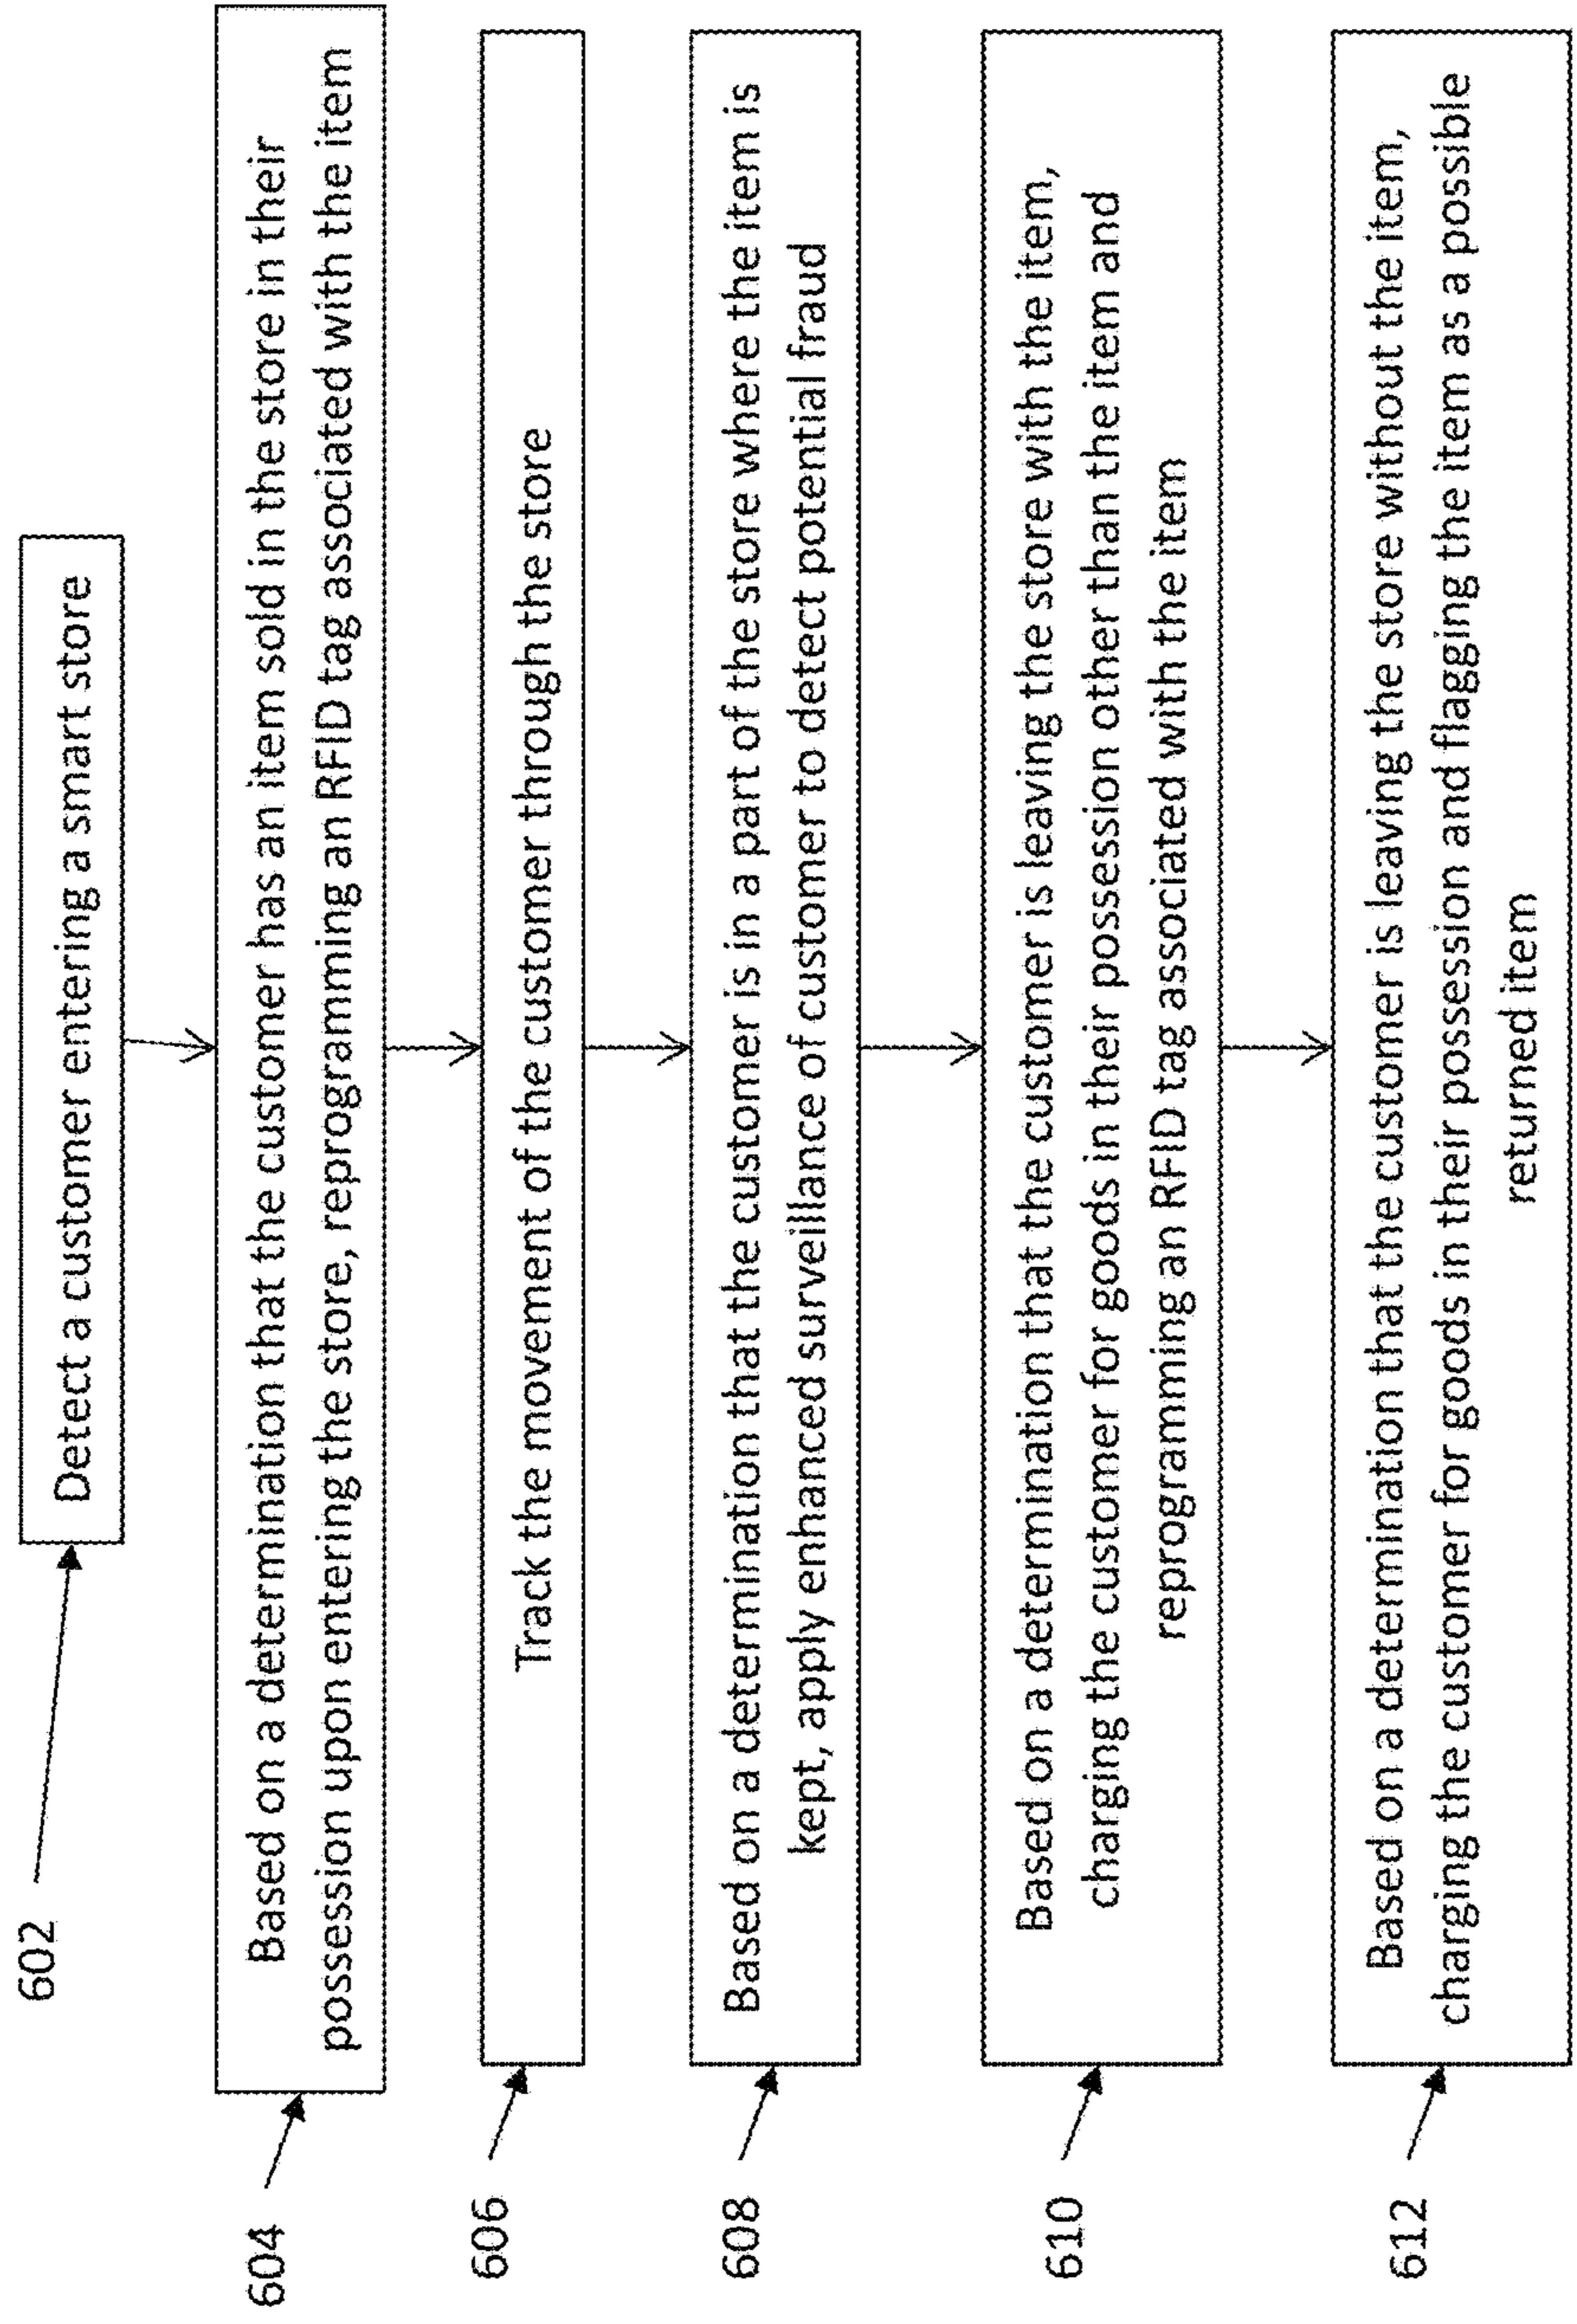 602
Detect a customer entering a smart store
604
Based on a determination that the customer has an item sold in the store in their
possession upon entering the store, reprogramming an RFID tag associated with the item
606
Track the movement of the customer through the store
608
Based on a determination that the customer is in a part of the store where the item is
kept, apply enhanced surveillance of customer to detect potential fraud
610
Based on a determination that the customer is leaving the store with the item,
charging the customer for goods in their possession other than the item and
reprogramming an RFID tag associated with the item
612
Based on a determination that the customer is leaving the store without the item,
charging the customer for goods in their possession and flagging the item as a possible
returned item